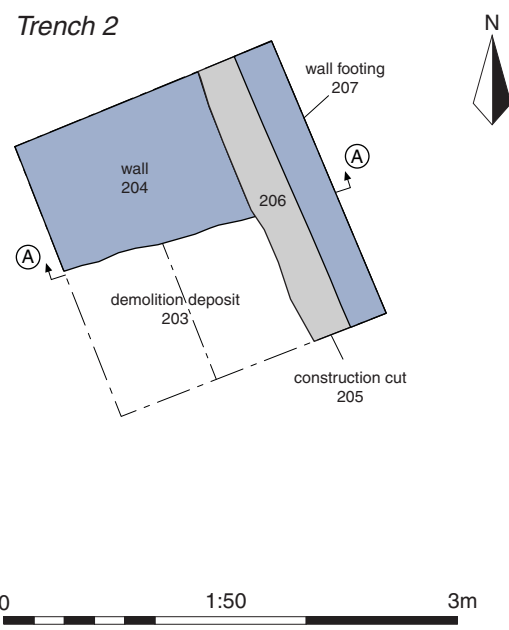 Trench 2
N
wall footing
207
A
wall
204
206
A
demolition deposit
203
construction cut
205
0
1:50
3m